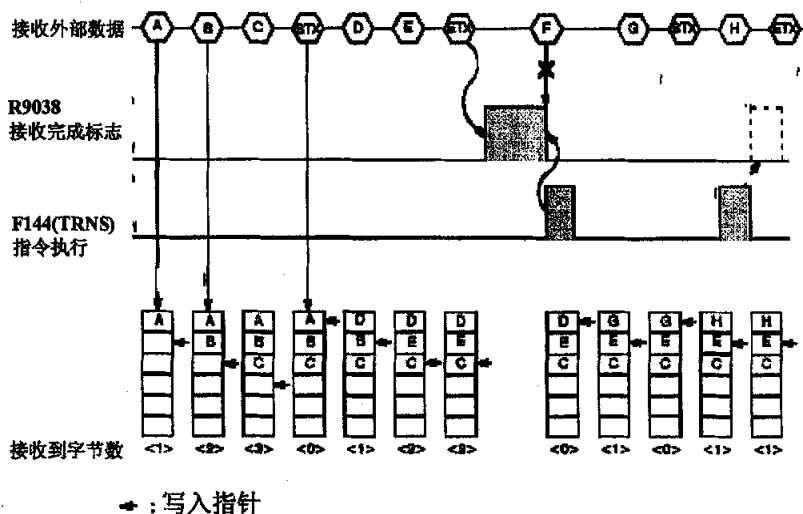 接收外部数据 A B C STX D E ETX F G STX H ETX
R9038
接收完成标志
F144(TRNS)
指令执行
A A A A D D D D G G H H
B B B B E E E E E E E
C C C C C C C C C C
接收到字节数 <1> <2> <3> <0> <1> <2> <2> <0> <1> <0> <1> <1>
:写入指针